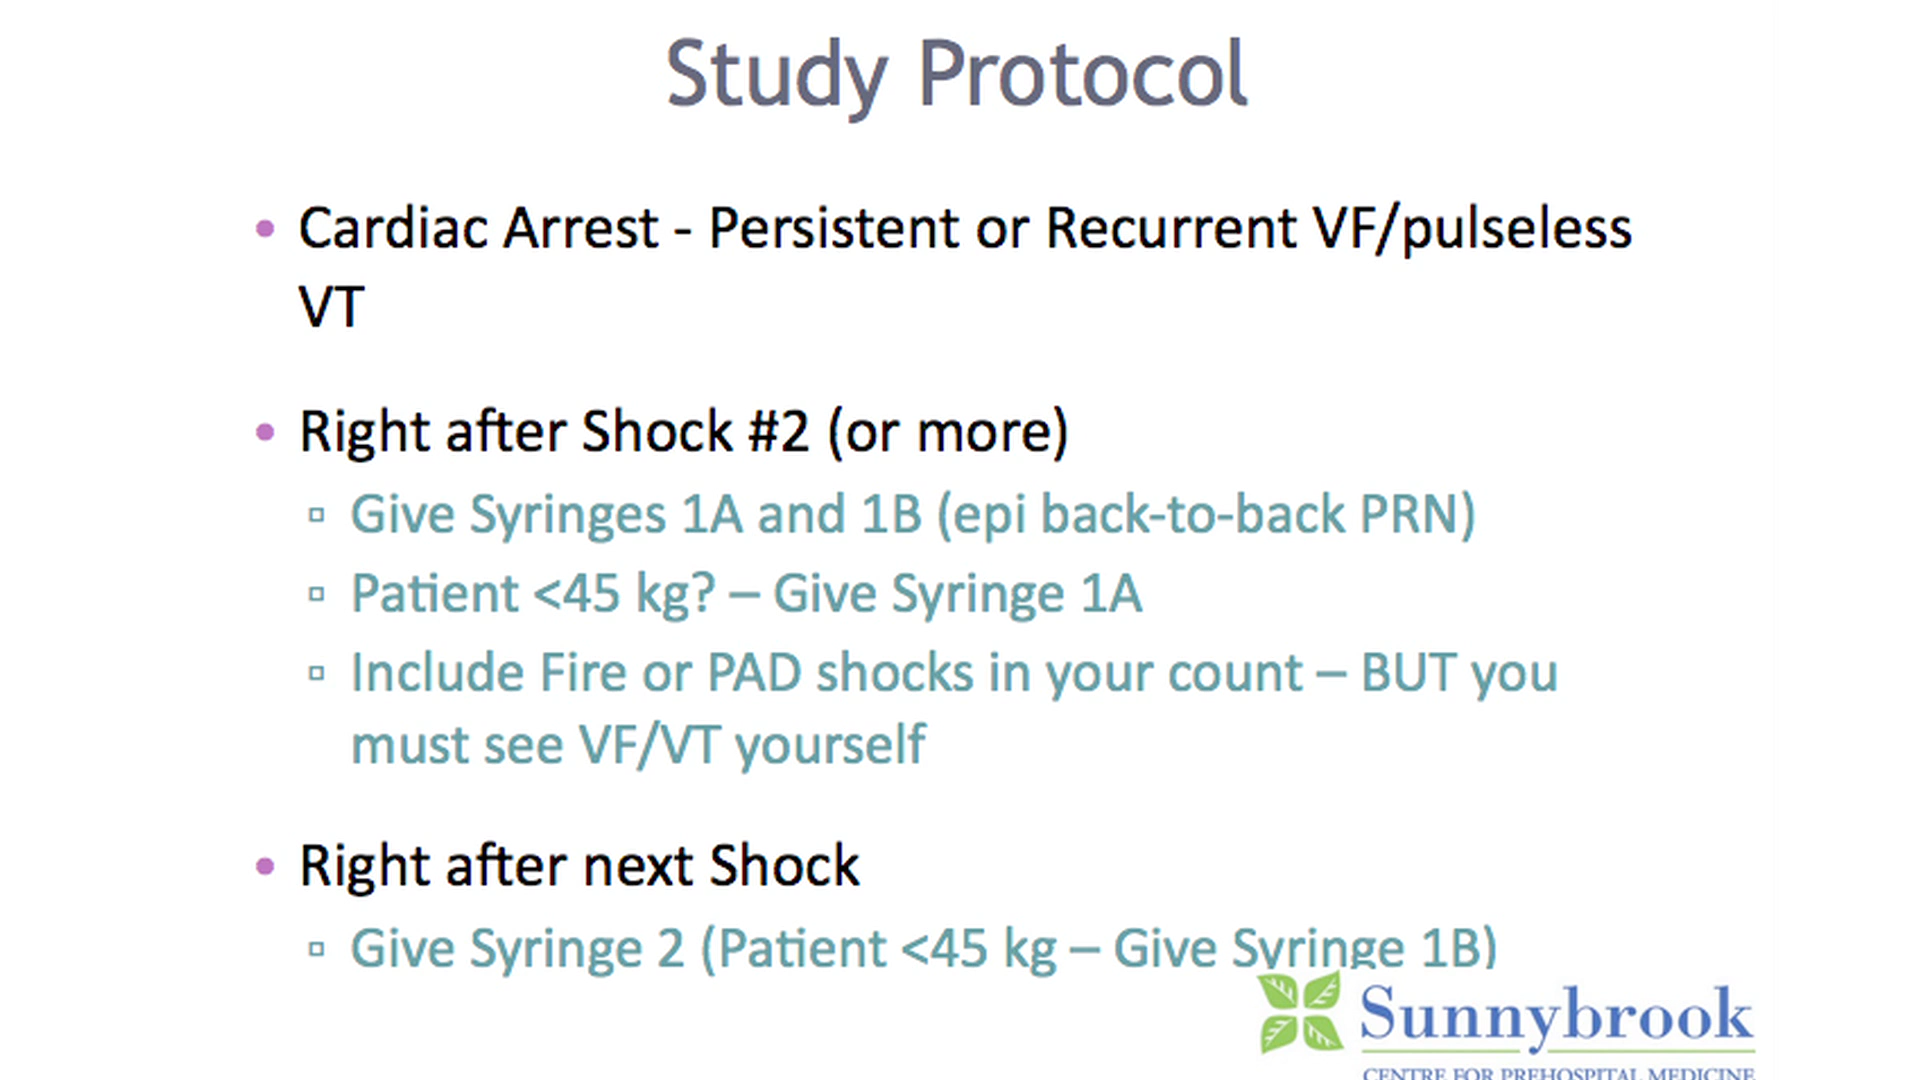 Study Protocol
• Cardiac Arrest - Persistent or Recurrent VF/pulseless
VT
• Right after Shock #2 (or more)
▫ Give Syringes 1A and 1B (epi back-to-back PRN)
▫ Patient <45 kg? – Give Syringe 1A
▫ Include Fire or PAD shocks in your count – BUT you
must see VF/VT yourself
• Right after next Shock
▫ Give Syringe 2 (Patient <45 kg – Give Syringe 1B)
Sunnybrook
CENTRE FOR PREHOSPITAL MEDICINE